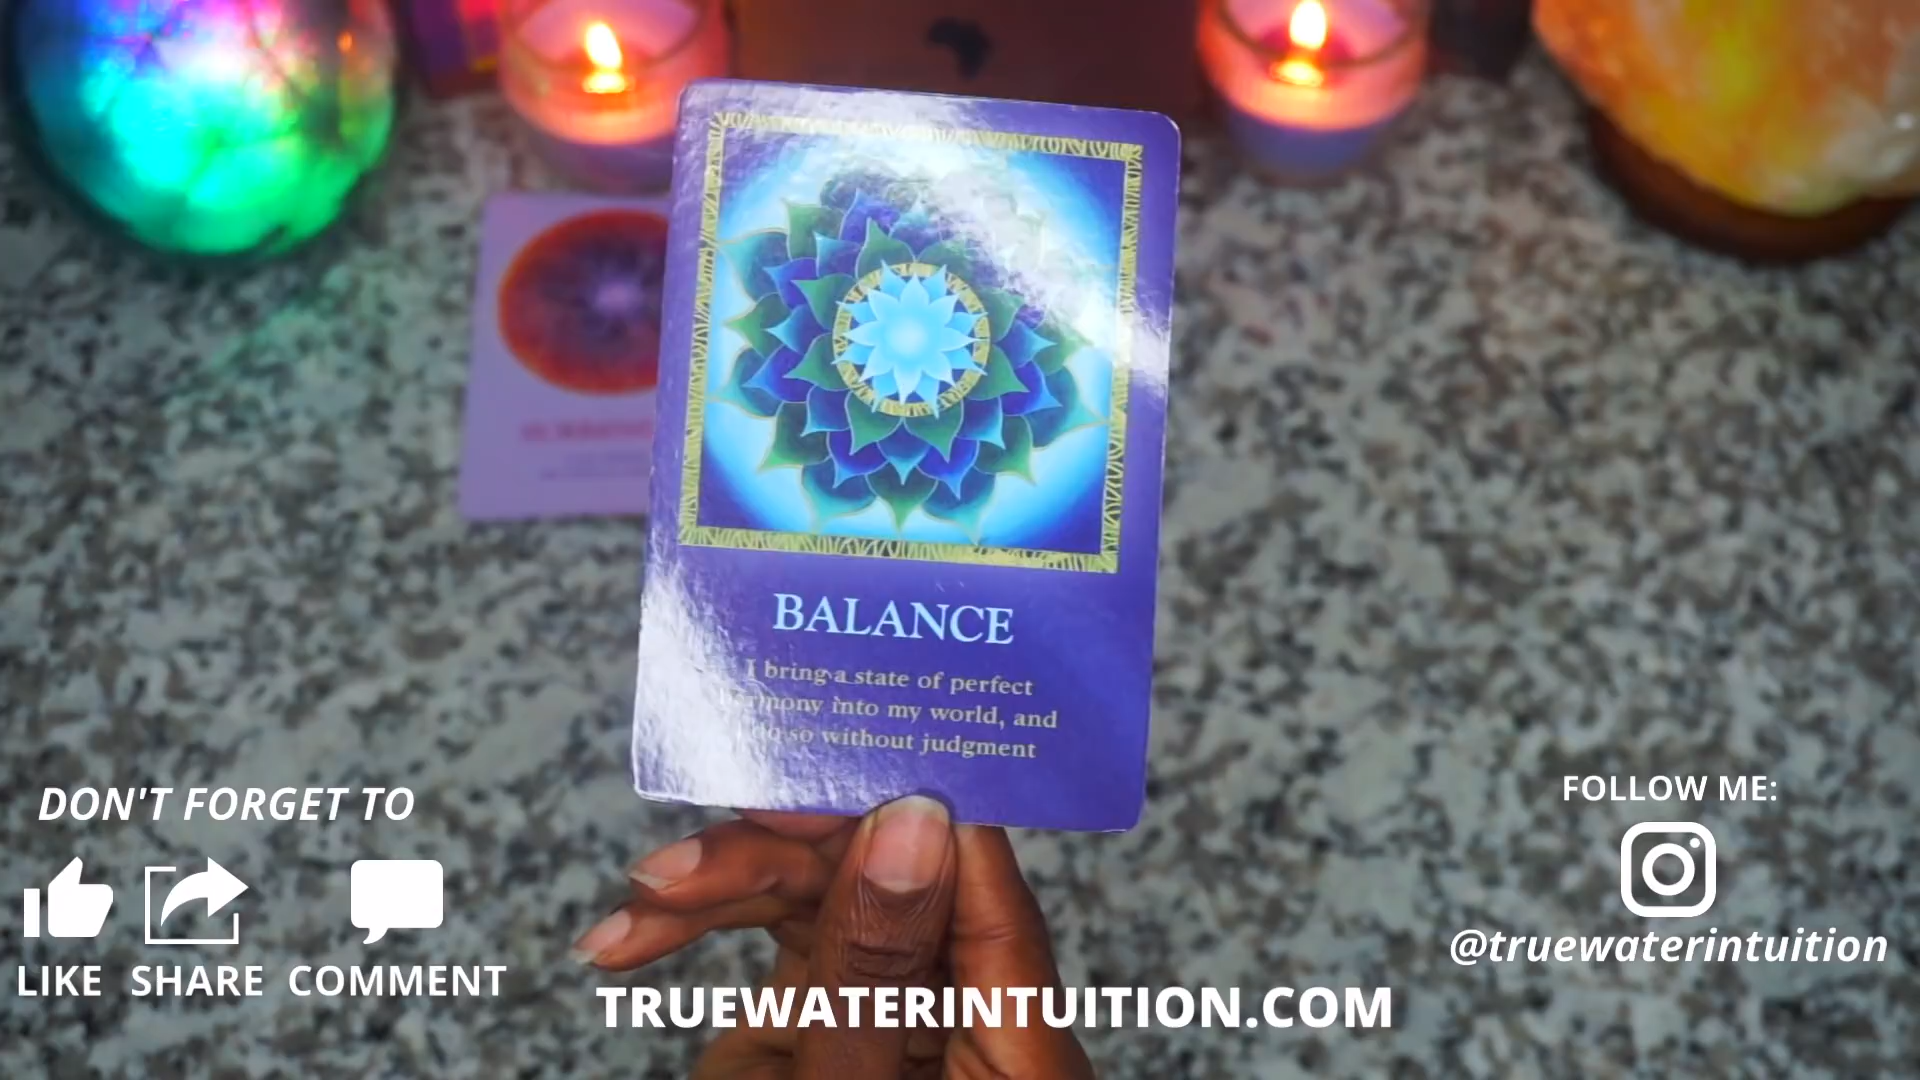 BALANCE
I bring a state of perfect
harmony into my world, and
I do so without judgment
DON'T FORGET TO
LIKE SHARE COMMENT
FOLLOW ME:
@truewaterintuition
TRUEWATERINTUITION.COM